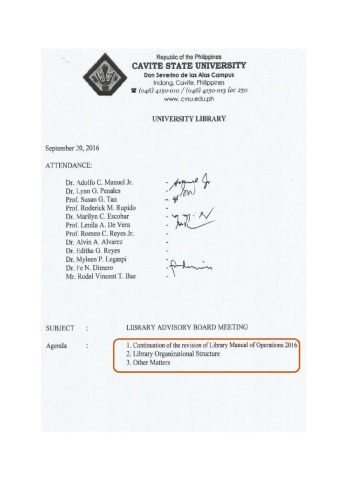 Republic of the Philippines
CAVITE STATE UNIVERSITY
Don Severino de las Alas Campus
Indang, Cavite, Philippines
☎ (046) 4150-010 / (046) 4150-013 loc 250
www.cvsu.edu.ph
UNIVERSITY LIBRARY
September 20, 2016
ATTENDANCE:
Dr. Adolfo C. Manuel Jr. -
Dr. Lynn G. Penales -
Prof. Susan G. Tan -
Prof. Roderick M. Rupido -
Dr. Marilyn C. Escobar -
Prof. Lenila A. De Vera -
Prof. Romeo C. Reyes Jr. -
Dr. Alvin A. Alvarez -
Dr. Editha G. Reyes -
Dr. Myleen P. Legaspi -
Dr. Fe N. Dimero -
Mr. Rodel Vincent T. Bae -
SUBJECT : LIBRARY ADVISORY BOARD MEETING
Agenda : 1. Continuation of the revision of Library Manual of Operations 2016
2. Library Organizational Structure
3. Other Matters